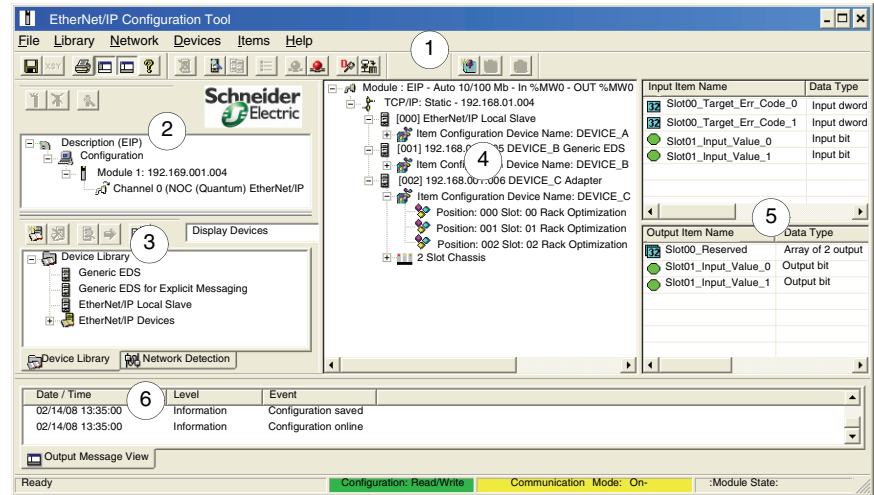 EtherNet/IP Configuration Tool
File Library Network Devices Items Help
1
XSY
Schneider
Electric
2
Description (EIP)
Configuration
Module 1: 192.168.001.004
Channel 0 (NOC (Quantum) EtherNet/IP
3
Display Devices
Device Library
Generic EDS
Generic EDS for Explicit Messaging
EtherNet/IP Local Slave
EtherNet/IP Devices
Device Library
Network Detection
Module : EIP - Auto 10/100 Mb - In %MW0 - OUT %MW0
TCP/IP: Static - 192.168.01.004
[000] EtherNet/IP Local Slave
Item Configuration Device Name: DEVICE_A
[001] 192.168. 05 DEVICE_B Generic EDS
Item Device Name: DEVICE_B
4
[002] 192.168. .006 DEVICE_C Adapter
Item Configuration Device Name: DEVICE_C
Position: 000 Slot: 00 Rack Optimization
Position: 001 Slot: 01 Rack Optimization
Position: 002 Slot: 02 Rack Optimization
2 Slot Chassis
Input Item Name Data Type
Slot00_Target_Err_Code_0 Input dword
Slot00_Target_Err_Code_1 Input dword
Slot01_Input_Value_0 Input bit
Slot01_Input_Value_1 Input bit
5
Output Item Name Data Type
Slot00_Reserved Array of 2 output
Slot01_Input_Value_0 Output bit
Slot01_Input_Value_1 Output bit
6
Date / Time Level Event
02/14/08 13:35:00 Information Configuration saved
02/14/08 13:35:00 Information Configuration online
Output Message View
Ready Configuration: Read/Write Communication Mode: On- :Module State: